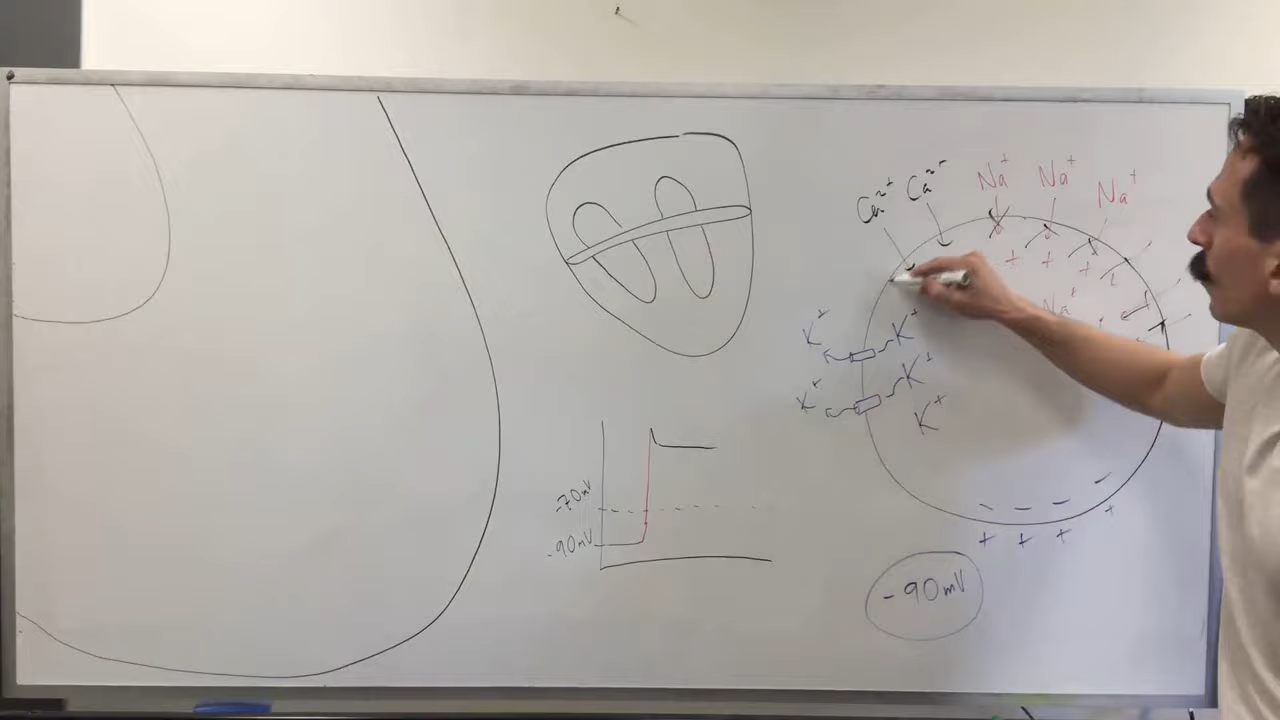 Ca²⁺ Ca²⁺ Na⁺ Na⁺ Na⁺
+ + +
Na⁺
K⁺ K⁺
K⁺ K⁺
K⁺
-70mV
-90mV
- - - -
+ + + +
-90mV